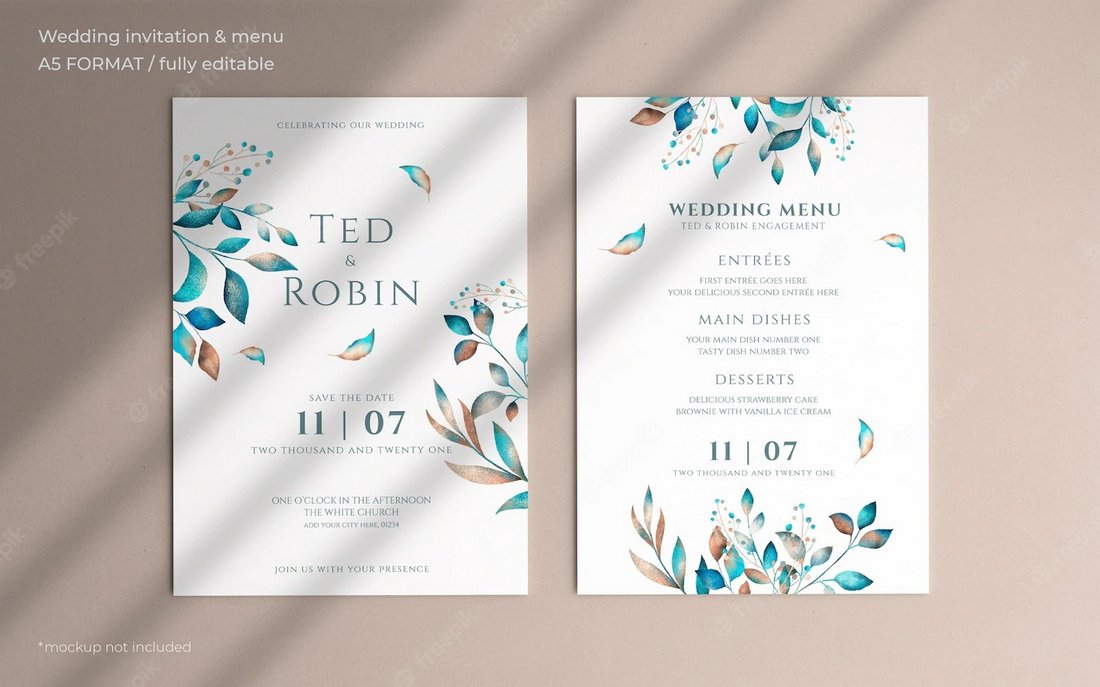 Wedding invitation & menu
A5 FORMAT / fully editable
CELEBRATING OUR WEDDING
TED
&
ROBIN
SAVE THE DATE
11 | 07
TWO THOUSAND AND TWENTY ONE
ONE O'CLOCK IN THE AFTERNOON
THE WHITE CHURCH
ADD YOUR CITY HERE, 01234
JOIN US WITH YOUR PRESENCE
WEDDING MENU
TED & ROBIN ENGAGEMENT
ENTRÉES
FIRST ENTRÉE GOES HERE
YOUR DELICIOUS SECOND ENTRÉE HERE
MAIN DISHES
YOUR MAIN DISH NUMBER ONE
TASTY DISH NUMBER TWO
DESSERTS
DELICIOUS STRAWBERRY CAKE
BROWNIE WITH VANILLA ICE CREAM
11 | 07
TWO THOUSAND AND TWENTY ONE
*mockup not included
freepik